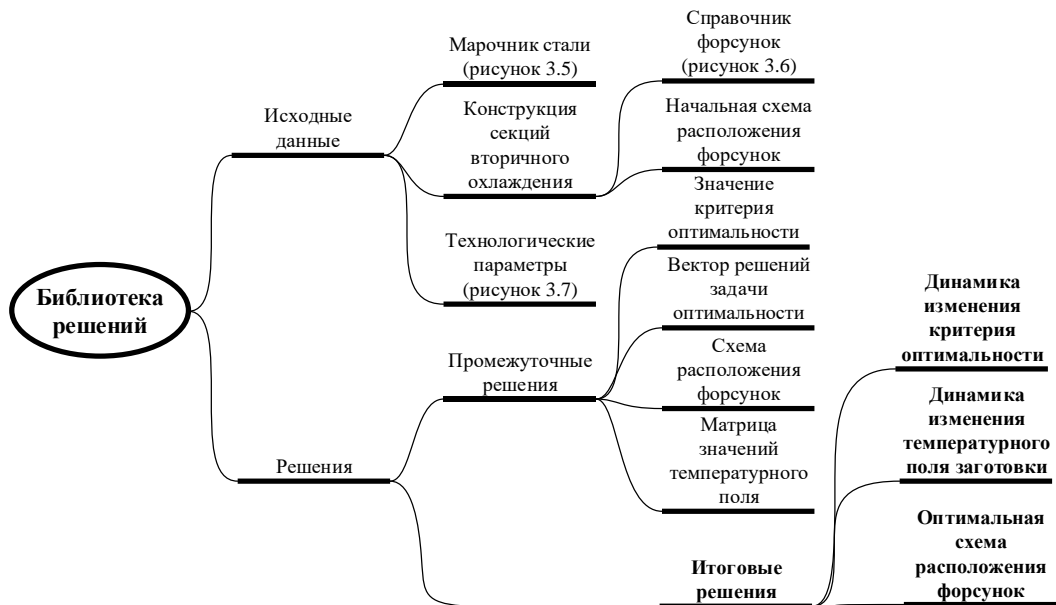 Библиотека
решений
Исходные
данные
Марочник стали
(рисунок 3.5)
Конструкция
секций
вторичного
охлаждения
Справочник
форсунок
(рисунок 3.6)
Начальная схема
расположения
форсунок
Технологические
параметры
(рисунок 3.7)
Решения
Промежуточные
решения
Значение
критерия
оптимальности
Вектор решений
задачи
оптимальности
Схема
расположения
форсунок
Матрица
значений
температурного
поля
Итоговые
решения
Динамика
изменения
критерия
оптимальности
Динамика
изменения
температурного
поля заготовки
Оптимальная
схема
расположения
форсунок